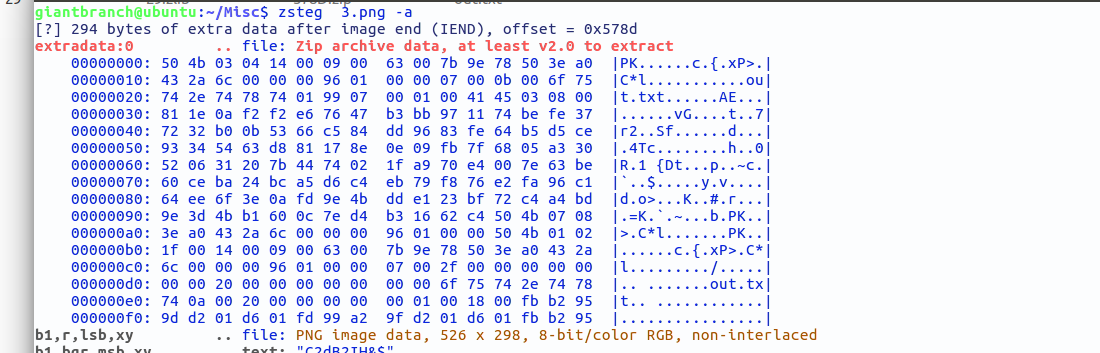 giantbranch@ubuntu:~/Misc$ zsteg  3.png -a
[?] 294 bytes of extra data after image end (IEND), offset = 0x578d
extradata:0         .. file: Zip archive data, at least v2.0 to extract
    00000000: 50 4b 03 04 14 00 09 00  63 00 7b 9e 78 50 3e a0  |PK......c.{.xP>.|
    00000010: 43 2a 6c 00 00 00 96 01  00 00 07 00 0b 00 6f 75  |C*l...........ou|
    00000020: 74 2e 74 78 74 01 99 07  00 01 00 41 45 03 08 00  |t.txt......AE...|
    00000030: 81 1e 0a f2 f2 e6 76 47  b3 bb 97 11 74 be fe 37  |......vG....t..7|
    00000040: 72 32 b0 0b 53 66 c5 84  dd 96 83 fe 64 b5 d5 ce  |r2..Sf......d...|
    00000050: 93 34 54 63 d8 81 17 8e  0e 09 fb 7f 68 05 a3 30  |.4Tc........h..0|
    00000060: 52 06 31 20 7b 44 74 02  1f a9 70 e4 00 7e 63 be  |R.1 {Dt...p..~c.|
    00000070: 60 ce ba 24 bc a5 d6 c4  eb 79 f8 76 e2 fa 96 c1  |`..$.....y.v....|
    00000080: 64 ee 6f 3e 0a fd 9e 4b  dd e1 23 bf 72 c4 a4 bd  |d.o>...K..#.r...|
    00000090: 9e 3d 4b b1 60 0c 7e d4  b3 16 62 c4 50 4b 07 08  |.=K.`.~...b.PK..|
    000000a0: 3e a0 43 2a 6c 00 00 00  96 01 00 00 50 4b 01 02  |>.C*l.......PK..|
    000000b0: 1f 00 14 00 09 00 63 00  7b 9e 78 50 3e a0 43 2a  |......c.{.xP>.C*|
    000000c0: 6c 00 00 00 96 01 00 00  07 00 2f 00 00 00 00 00  |l........./.....|
    000000d0: 00 00 20 00 00 00 00 00  00 00 6f 75 74 2e 74 78  |.. .......out.tx|
    000000e0: 74 0a 00 20 00 00 00 00  00 01 00 18 00 fb b2 95  |t.. ............|
    000000f0: 9d d2 01 d6 01 fd 99 a2  9f d2 01 d6 01 fb b2 95  |................|
b1,r,lsb,xy         .. file: PNG image data, 526 x 298, 8-bit/color RGB, non-interlaced
b1,bgr,msb,xy       .. text: "C2dB2IH&$"